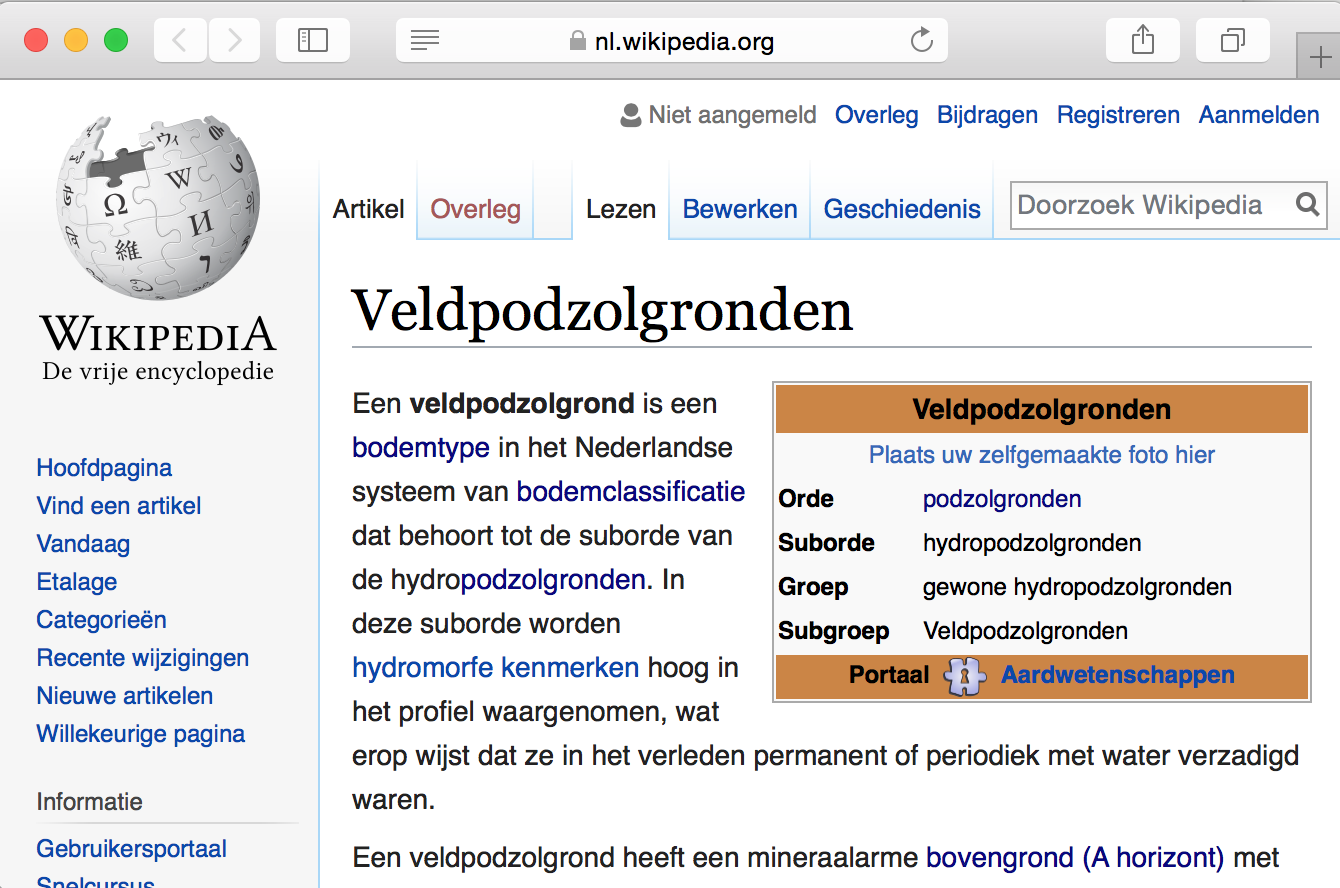 nl.wikipedia.org
Niet aangemeld Overleg Bijdragen Registreren Aanmelden
Artikel Overleg Lezen Bewerken Geschiedenis Doorzoek Wikipedia
WIKIPEDIA
De vrije encyclopedie
Hoofdpagina
Vind een artikel
Vandaag
Etalage
Categorieën
Recente wijzigingen
Nieuwe artikelen
Willekeurige pagina
Informatie
Gebruikersportaal
Snelcursus
Veldpodzolgronden
Een veldpodzolgrond is een
bodemtype in het Nederlandse
systeem van bodemclassificatie
dat behoort tot de suborde van
de hydropodzolgronden. In
deze suborde worden
hydromorfe kenmerken hoog in
het profiel waargenomen, wat
erop wijst dat ze in het verleden permanent of periodiek met water verzadigd
waren.
Een veldpodzolgrond heeft een mineraalarme bovengrond (A horizont) met
Veldpodzolgronden
Plaats uw zelfgemaakte foto hier
Orde podzolgronden
Suborde hydropodzolgronden
Groep gewone hydropodzolgronden
Subgroep Veldpodzolgronden
Portaal Aardwetenschappen